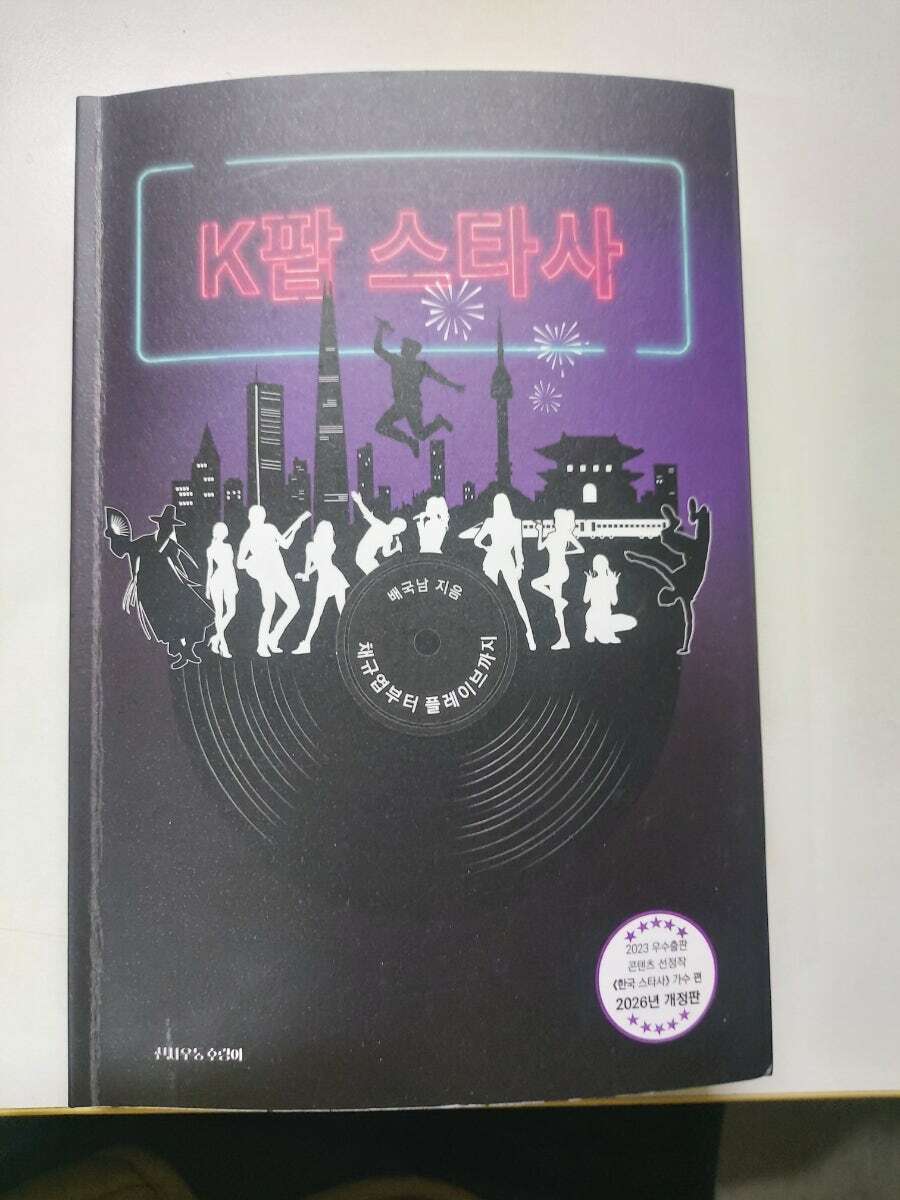 K팝 스타사
배국남 지음
채규엽부터 플레이브까지
2023 우수출판
콘텐츠 선정작
《한국 스타사》 가수 편
2026년 개정판